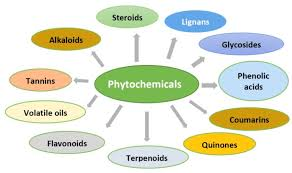 Steroids
Lignans
Alkaloids
Glycosides
Tannins
Phytochemicals
Phenolic
acids
Volatile oils
Coumarins
Flavonoids
Quinones
Terpenoids